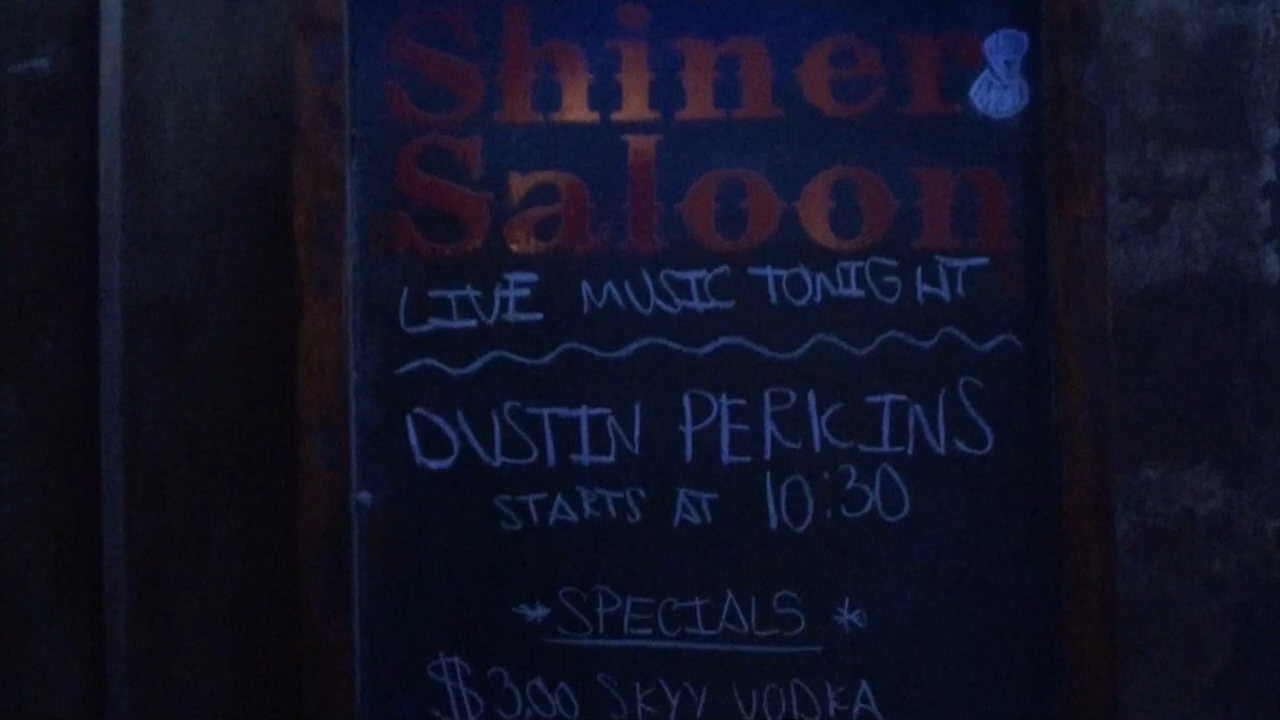 Shiner
Saloon
LIVE MUSIC TONIGHT
DUSTIN PERKINS
STARTS AT 10:30
*SPECIALS*
$3.00 SKYY VODKA